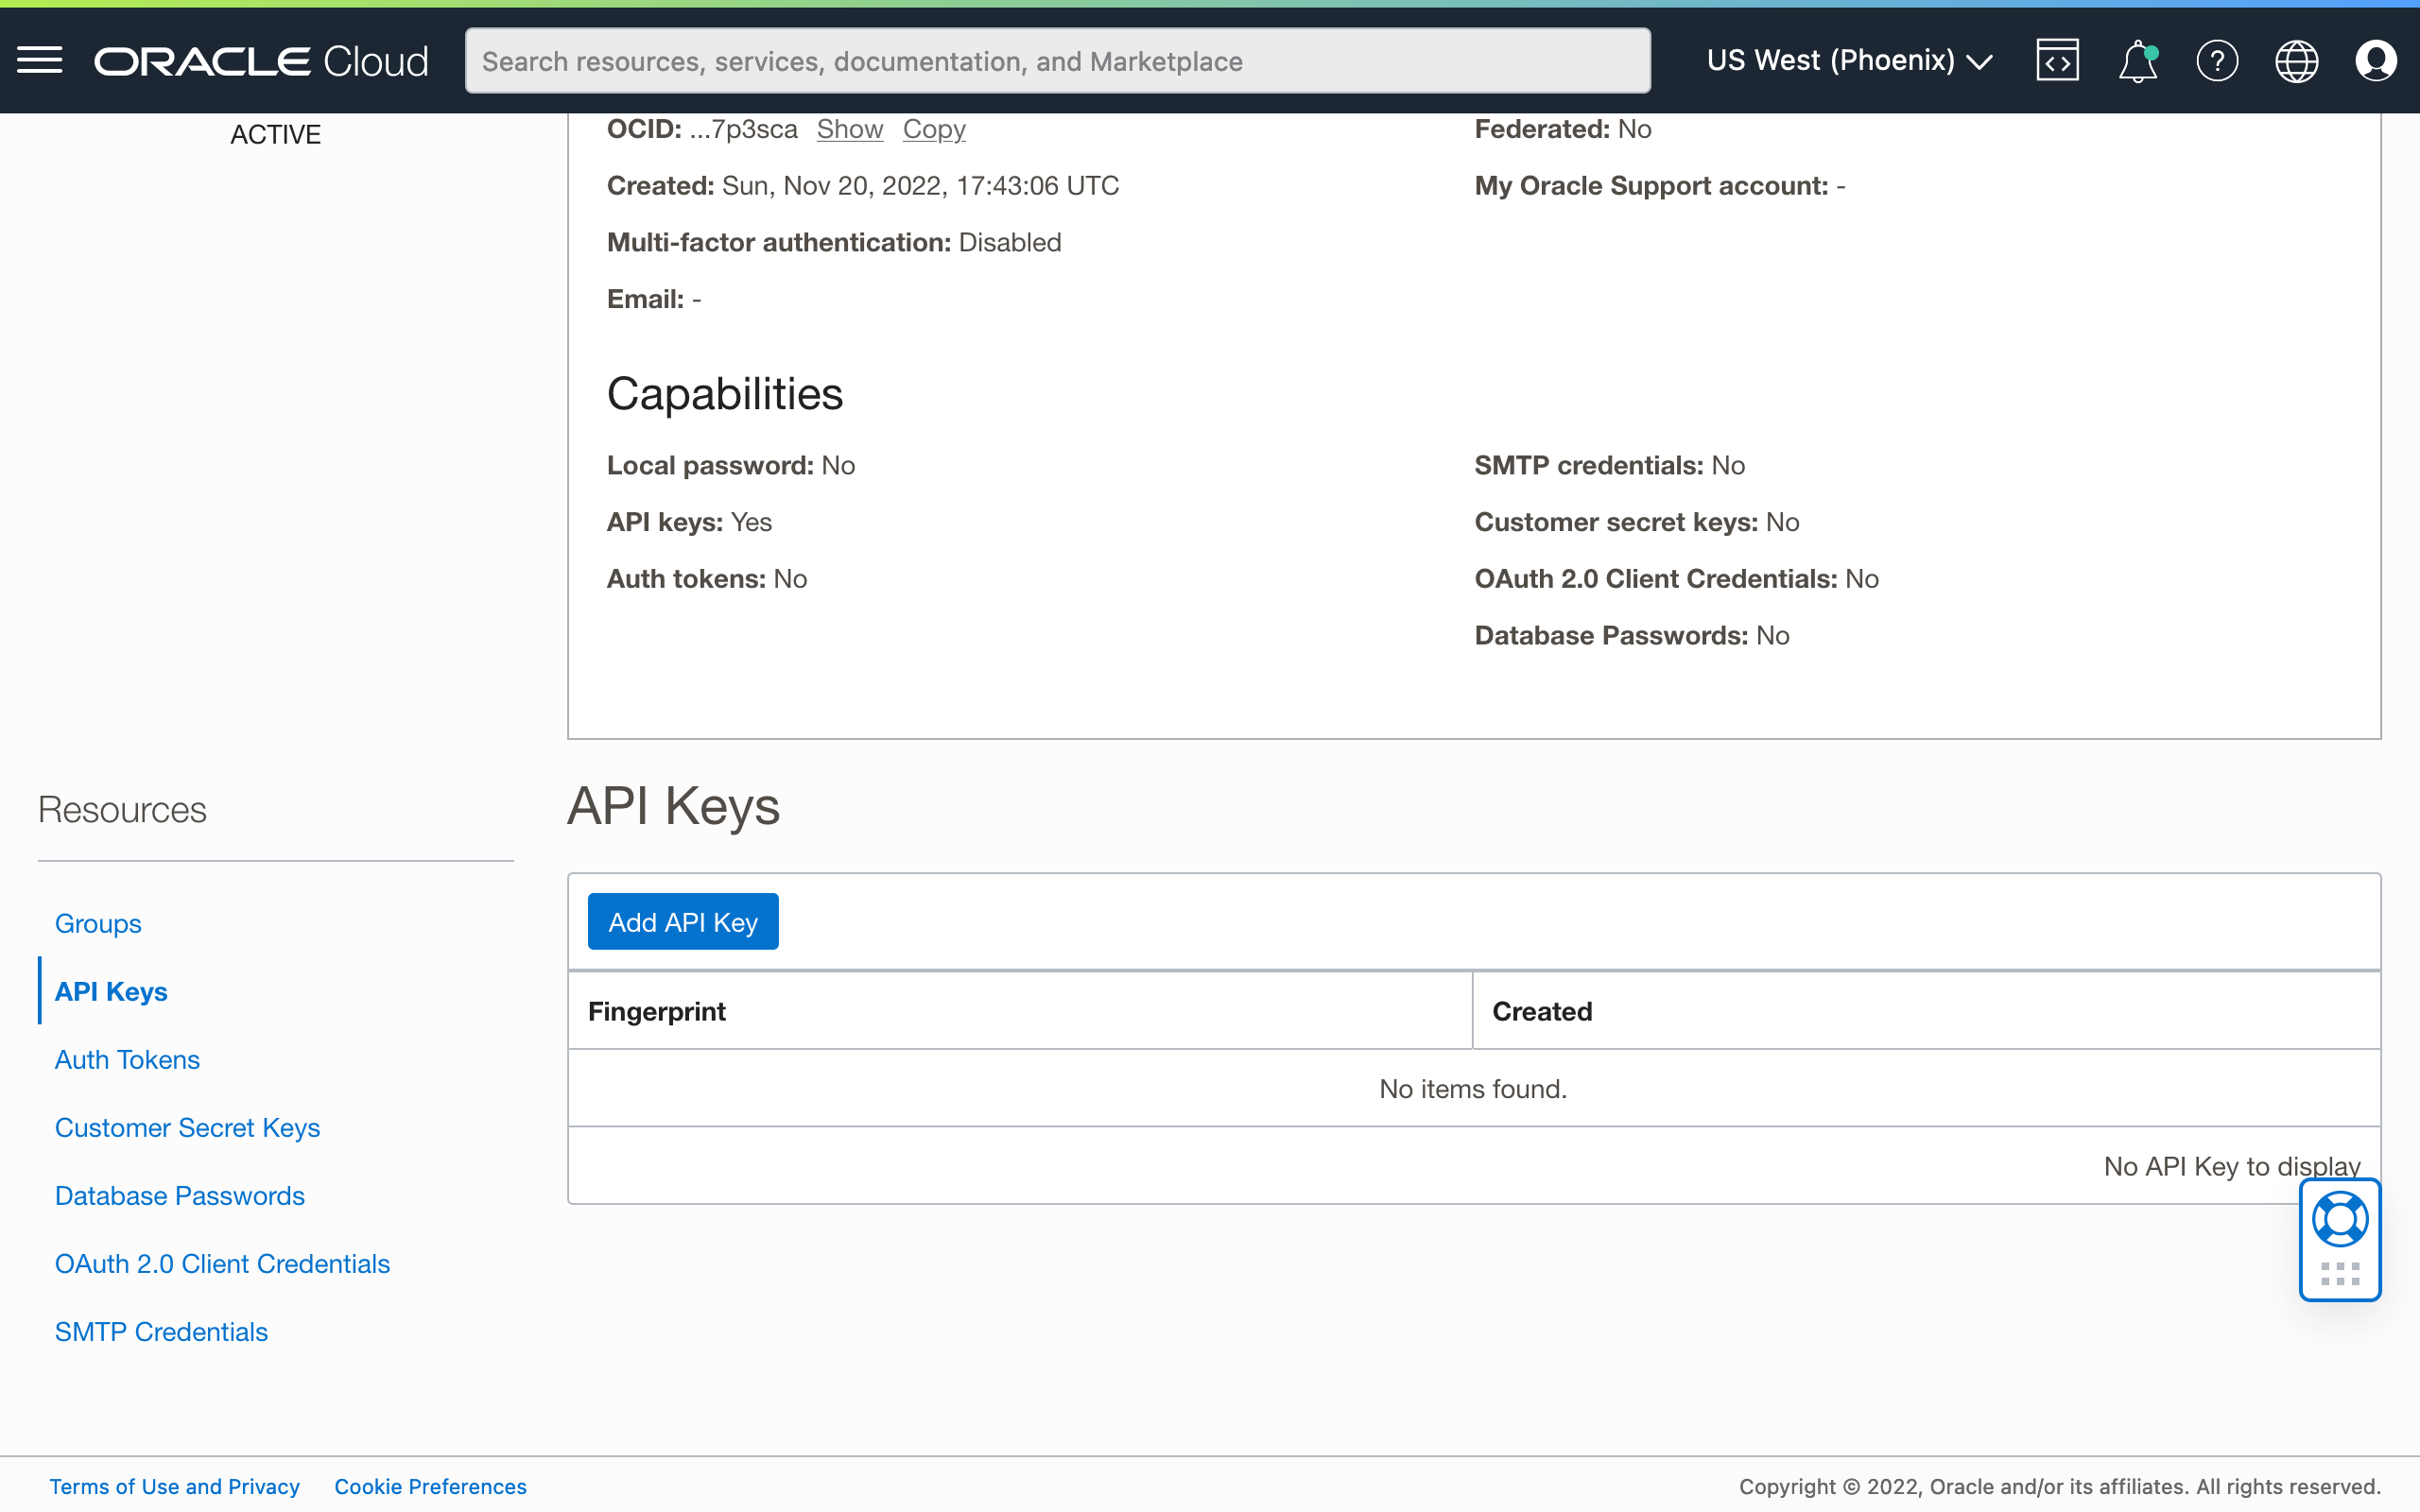 ORACLE Cloud
Search resources, services, documentation, and Marketplace
US West (Phoenix)
ACTIVE
OCID: ...7p3sca Show Copy
Federated: No
Created: Sun, Nov 20, 2022, 17:43:06 UTC
My Oracle Support account: -
Multi-factor authentication: Disabled
Email: -
Capabilities
Local password: No
SMTP credentials: No
API keys: Yes
Customer secret keys: No
Auth tokens: No
OAuth 2.0 Client Credentials: No
Database Passwords: No
Resources
Groups
API Keys
Auth Tokens
Customer Secret Keys
Database Passwords
OAuth 2.0 Client Credentials
SMTP Credentials
API Keys
Add API Key
Fingerprint
Created
No items found.
No API Key to display
Terms of Use and Privacy
Cookie Preferences
Copyright © 2022, Oracle and/or its affiliates. All rights reserved.